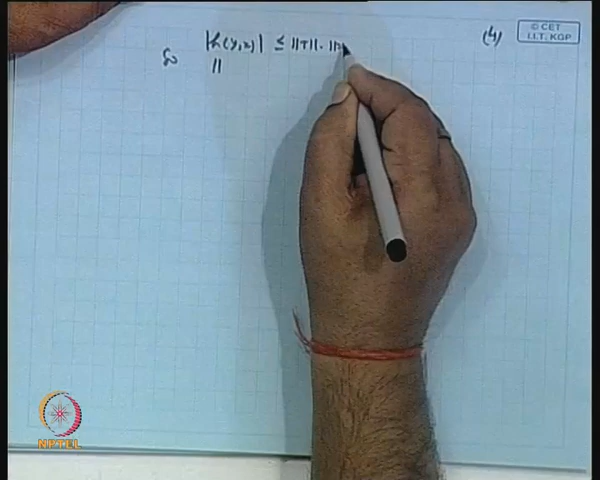 |h(y,x)| ≤ ||T||. ||
So ||
(4)
© CET
I.I.T. KGP
NPTEL